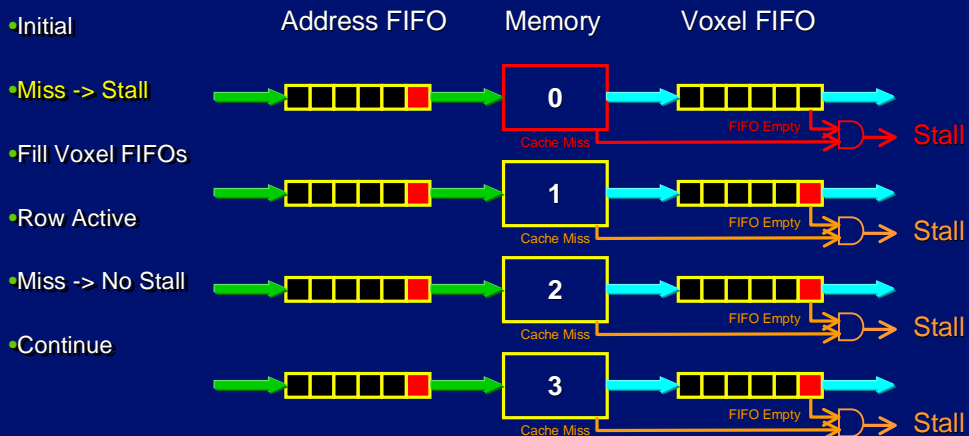 Address FIFO
Memory
Voxel FIFO
•Initial
•Miss -> Stall
•Fill Voxel FIFOs
•Row Active
•Miss -> No Stall
•Continue
0
FIFO Empty
Cache Miss
Stall
1
FIFO Empty
Cache Miss
Stall
2
FIFO Empty
Cache Miss
Stall
3
FIFO Empty
Cache Miss
Stall